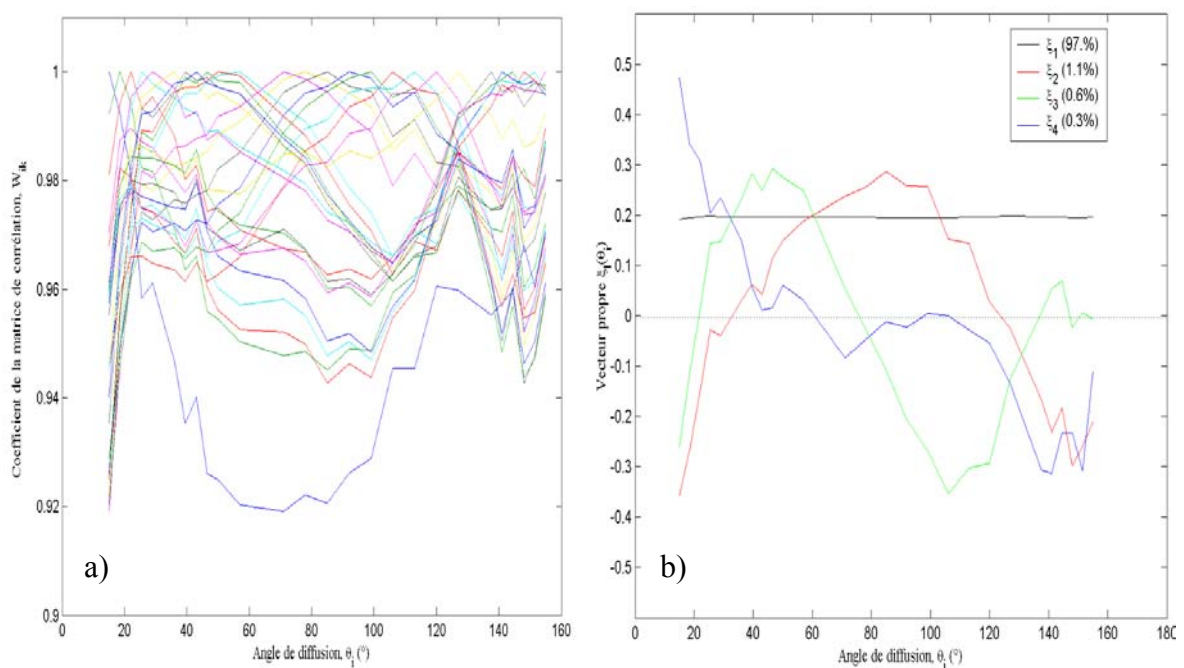 Coefficient de la matrice de corrélation, W_ik
1
0.98
0.96
0.94
0.92
0.9
0 20 40 60 80 100 120 140 160
Angle de diffusion, θ_i (°)
a)
Vecteur propre ξ_i(θ_i)
0.5
0.4
0.3
0.2
0.1
0
-0.1
-0.2
-0.3
-0.4
-0.5
0 20 40 60 80 100 120 140 160 180
Angle de diffusion, θ_i (°)
ξ_1 (97.%)
ξ_2 (1.1%)
ξ_3 (0.6%)
ξ_4 (0.3%)
b)